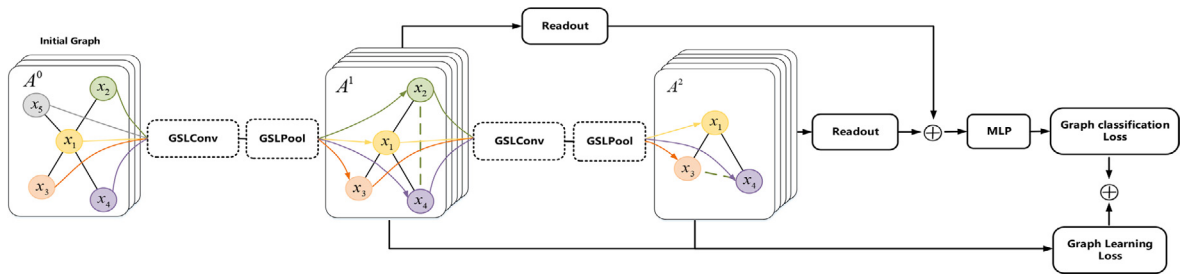 Initial Graph
A⁰
x₅
x₂
x₁
x₃
x₄
GSLConv
GSLPool
A¹
x₂
x₁
x₃
x₄
GSLConv
GSLPool
A²
x₁
x₃
x₄
Readout
Readout
MLP
Graph classification
Loss
Graph Learning
Loss